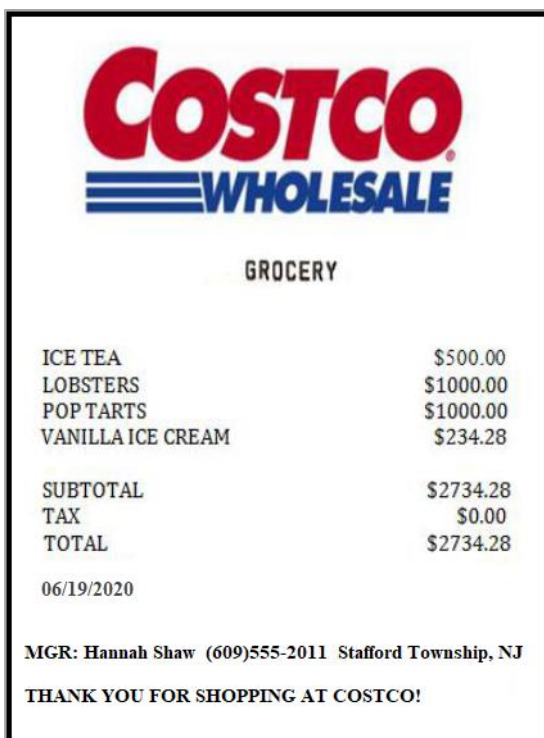 COSTCO
WHOLESALE
GROCERY
ICE TEA $500.00
LOBSTERS $1000.00
POP TARTS $1000.00
VANILLA ICE CREAM $234.28
SUBTOTAL $2734.28
TAX $0.00
TOTAL $2734.28
06/19/2020
MGR: Hannah Shaw (609)555-2011 Stafford Township, NJ
THANK YOU FOR SHOPPING AT COSTCO!